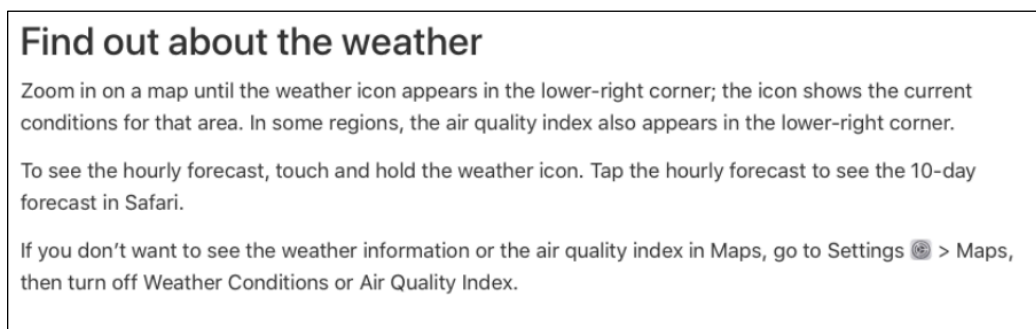 Find out about the weather
Zoom in on a map until the weather icon appears in the lower-right corner; the icon shows the current
conditions for that area. In some regions, the air quality index also appears in the lower-right corner.
To see the hourly forecast, touch and hold the weather icon. Tap the hourly forecast to see the 10-day
forecast in Safari.
If you don’t want to see the weather information or the air quality index in Maps, go to Settings > Maps,
then turn off Weather Conditions or Air Quality Index.